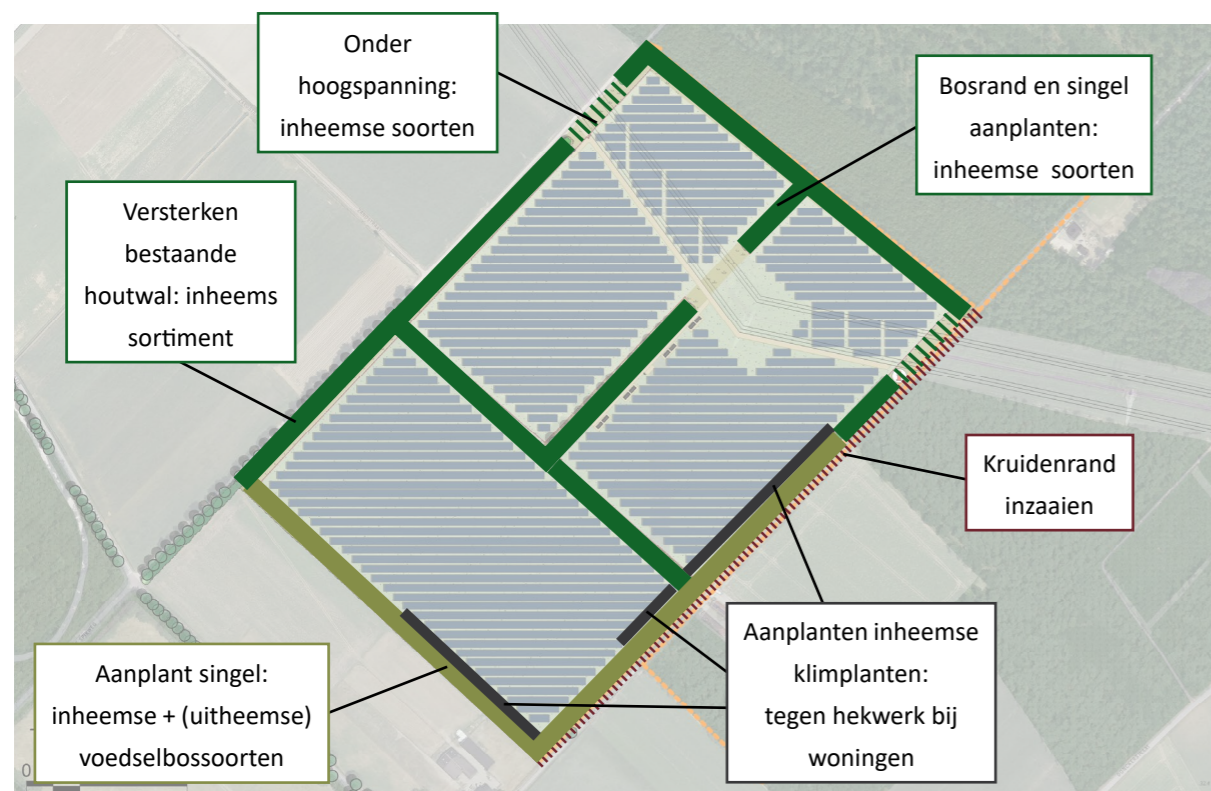 Onder
hoogspanning:
inheemse soorten
Bosrand en singel
aanplanten:
inheemse soorten
Versterken
bestaande
houtwal: inheems
sortiment
Kruidenrand
inzaaien
Aanplanten inheemse
klimplanten:
tegen hekwerk bij
woningen
Aanplant singel:
inheemse + (uitheemse)
voedselbossoorten
0